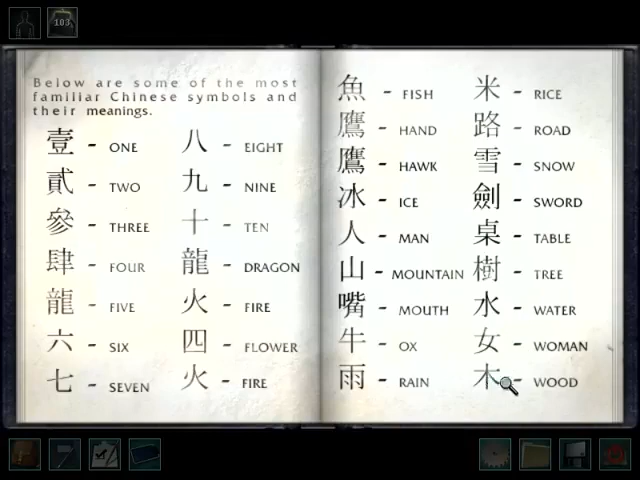 103
Below are some of the most
familiar Chinese symbols and
their meanings.
壹 - ONE
貳 - TWO
參 - THREE
肆 - FOUR
龍 - FIVE
六 - SIX
七 - SEVEN
八 - EIGHT
九 - NINE
十 - TEN
龍 - DRAGON
火 - FIRE
四 - FLOWER
火 - FIRE
魚 - FISH
鷹 - HAND
鷹 - HAWK
冰 - ICE
人 - MAN
山 - MOUNTAIN
嘴 - MOUTH
牛 - OX
雨 - RAIN
米 - RICE
路 - ROAD
雪 - SNOW
劍 - SWORD
桌 - TABLE
樹 - TREE
水 - WATER
女 - WOMAN
木 - WOOD